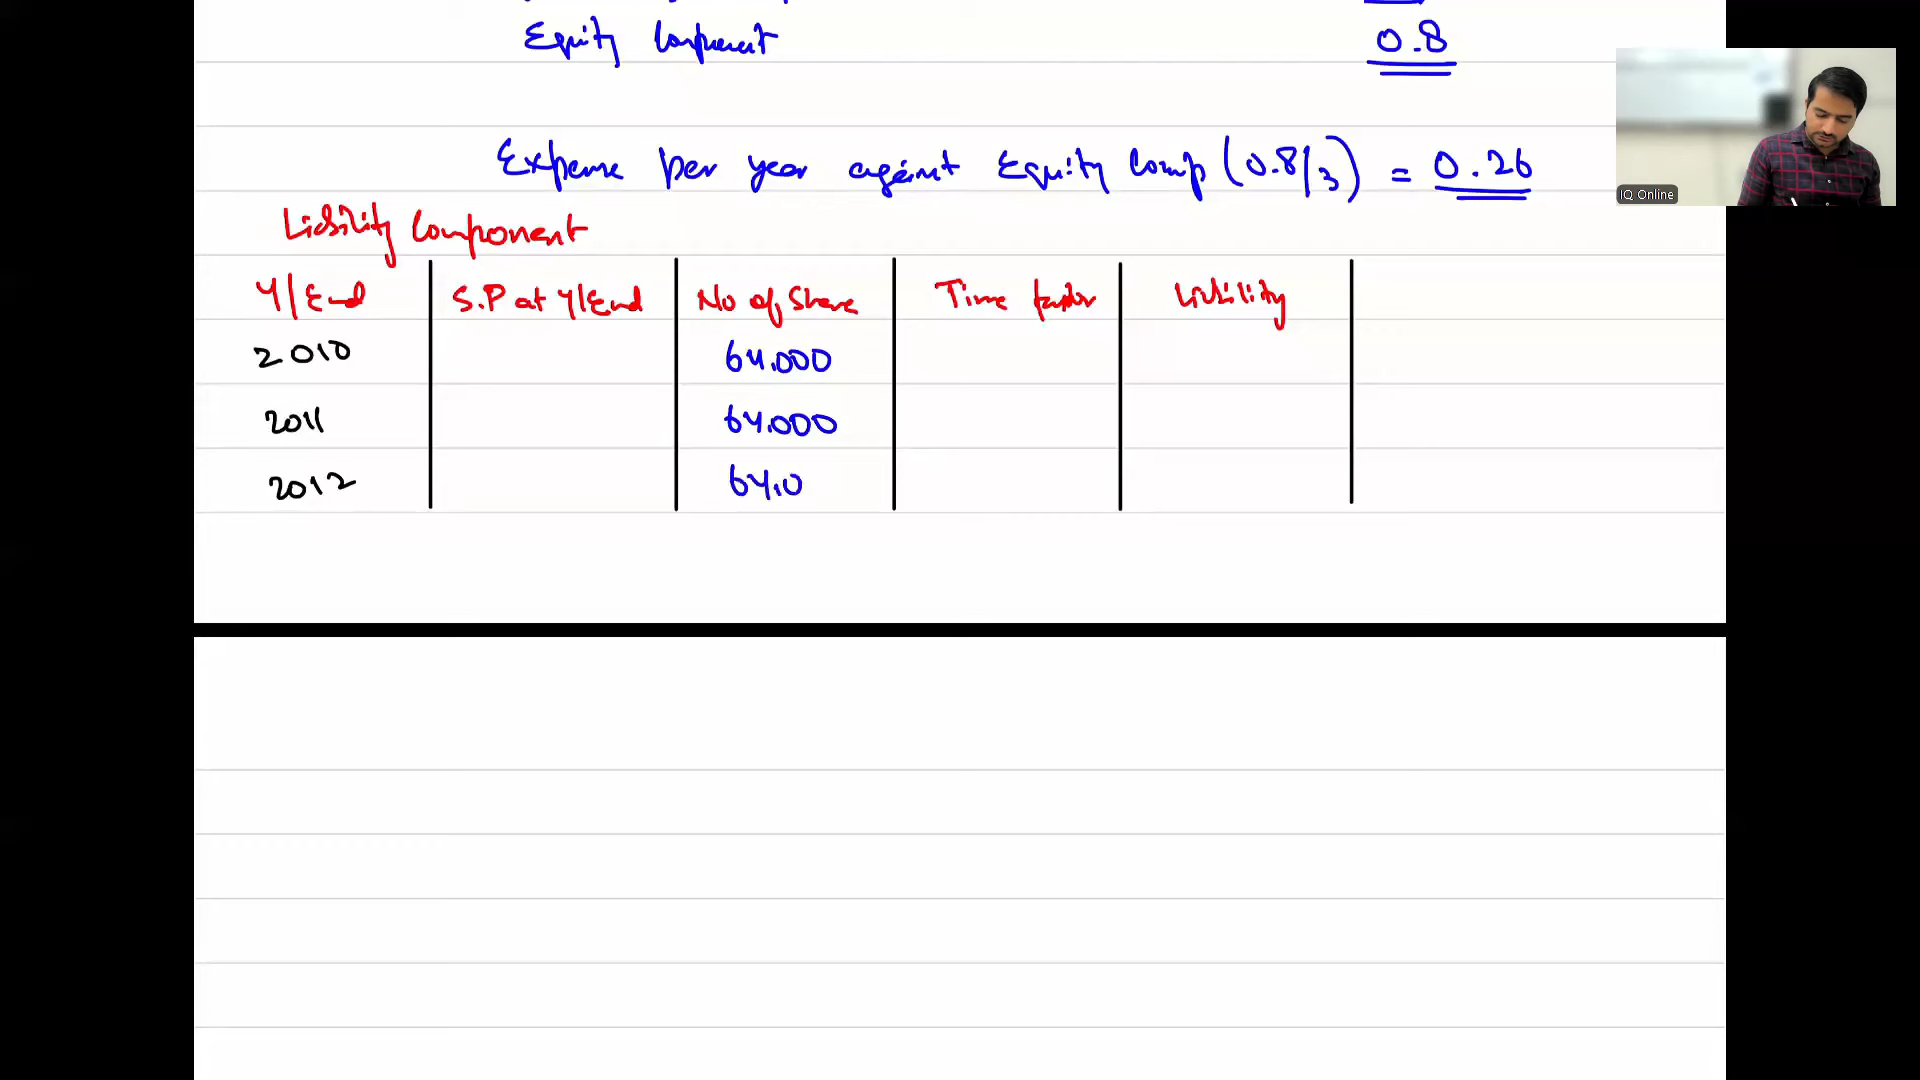 Equity Component 0.8
Expense per year against Equity Comp (0.8/3) = 0.26
IQ Online
Liability Component
Y/End S.P at Y/End No of Share Time factor Liability
2010 64.000
2011 64.000
2012 64.0